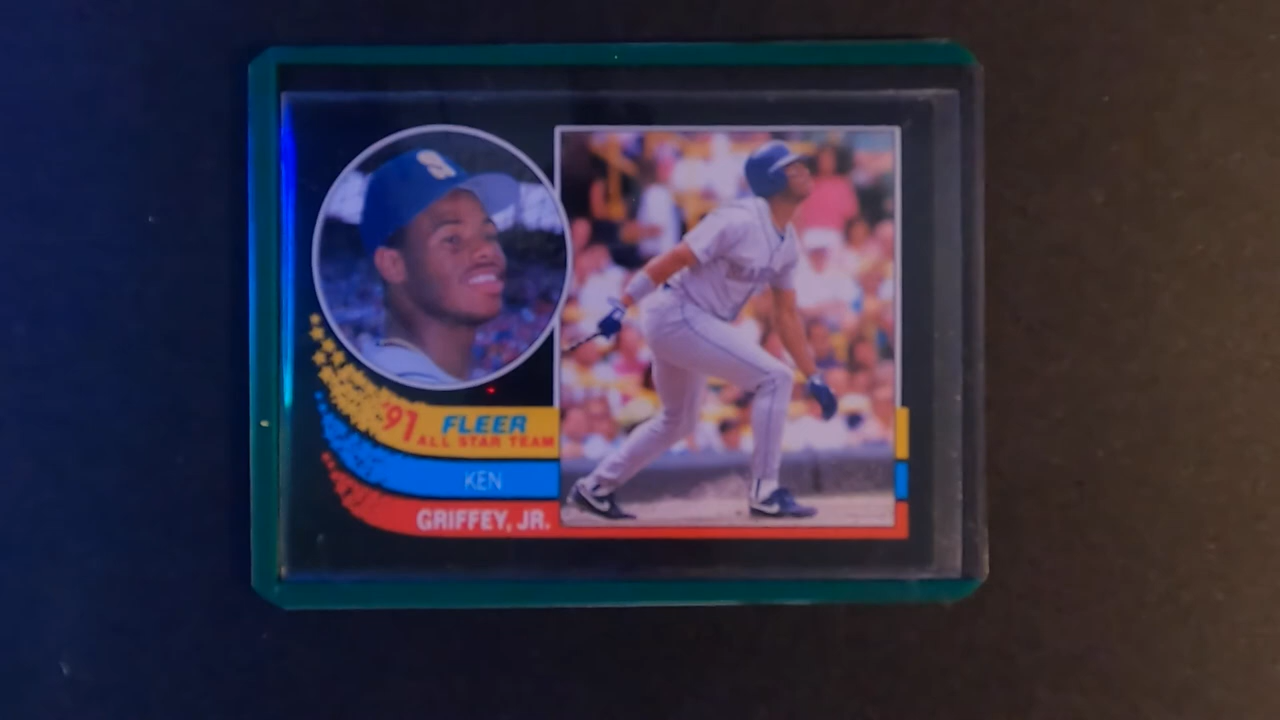 S
'91 FLEER
ALL STAR TEAM
KEN
GRIFFEY, JR.